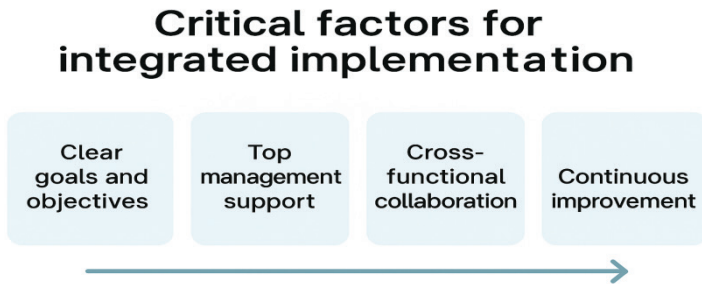 Critical factors for
integrated implementation
Clear
goals and
objectives
Top
management
support
Cross-
functional
collaboration
Continuous
improvement